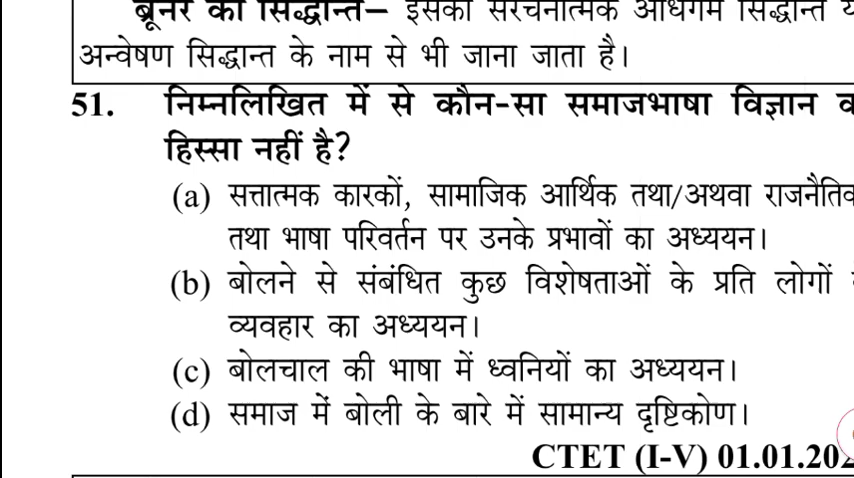 ब्रूनर का सिद्धान्त– इसको संरचनात्मक अधिगम सिद्धान्त
अन्वेषण सिद्धान्त के नाम से भी जाना जाता है।
51. निम्नलिखित में से कौन-सा समाजभाषा विज्ञान
हिस्सा नहीं है?
(a) सत्तात्मक कारकों, सामाजिक आर्थिक तथा/अथवा
तथा भाषा परिवर्तन पर उनके प्रभावों का अध्ययन।
(b) बोलने से संबंधित कुछ विशेषताओं के प्रति लोगों
व्यवहार का अध्ययन।
(c) बोलचाल की भाषा में ध्वनियों का अध्ययन।
(d) समाज में बोली के बारे में सामान्य दृष्टिकोण।
CTET (I-V) 01.01.202